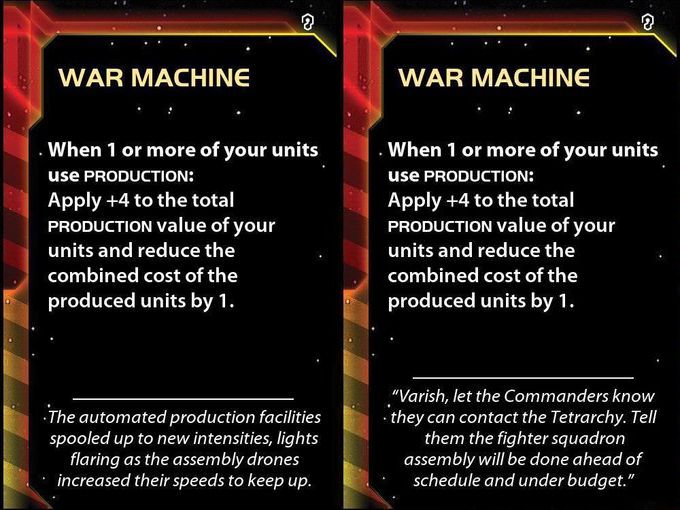 WAR MACHINE
When 1 or more of your units
use PRODUCTION:
Apply +4 to the total
PRODUCTION value of your
units and reduce the
combined cost of the
produced units by 1.
The automated production facilities
spooled up to new intensities, lights
flaring as the assembly drones
increased their speeds to keep up.
WAR MACHINE
When 1 or more of your units
use PRODUCTION:
Apply +4 to the total
PRODUCTION value of your
units and reduce the
combined cost of the
produced units by 1.
“Varish, let the Commanders know
they can contact the Tetrarchy. Tell
them the fighter squadron
assembly will be done ahead of
schedule and under budget.”